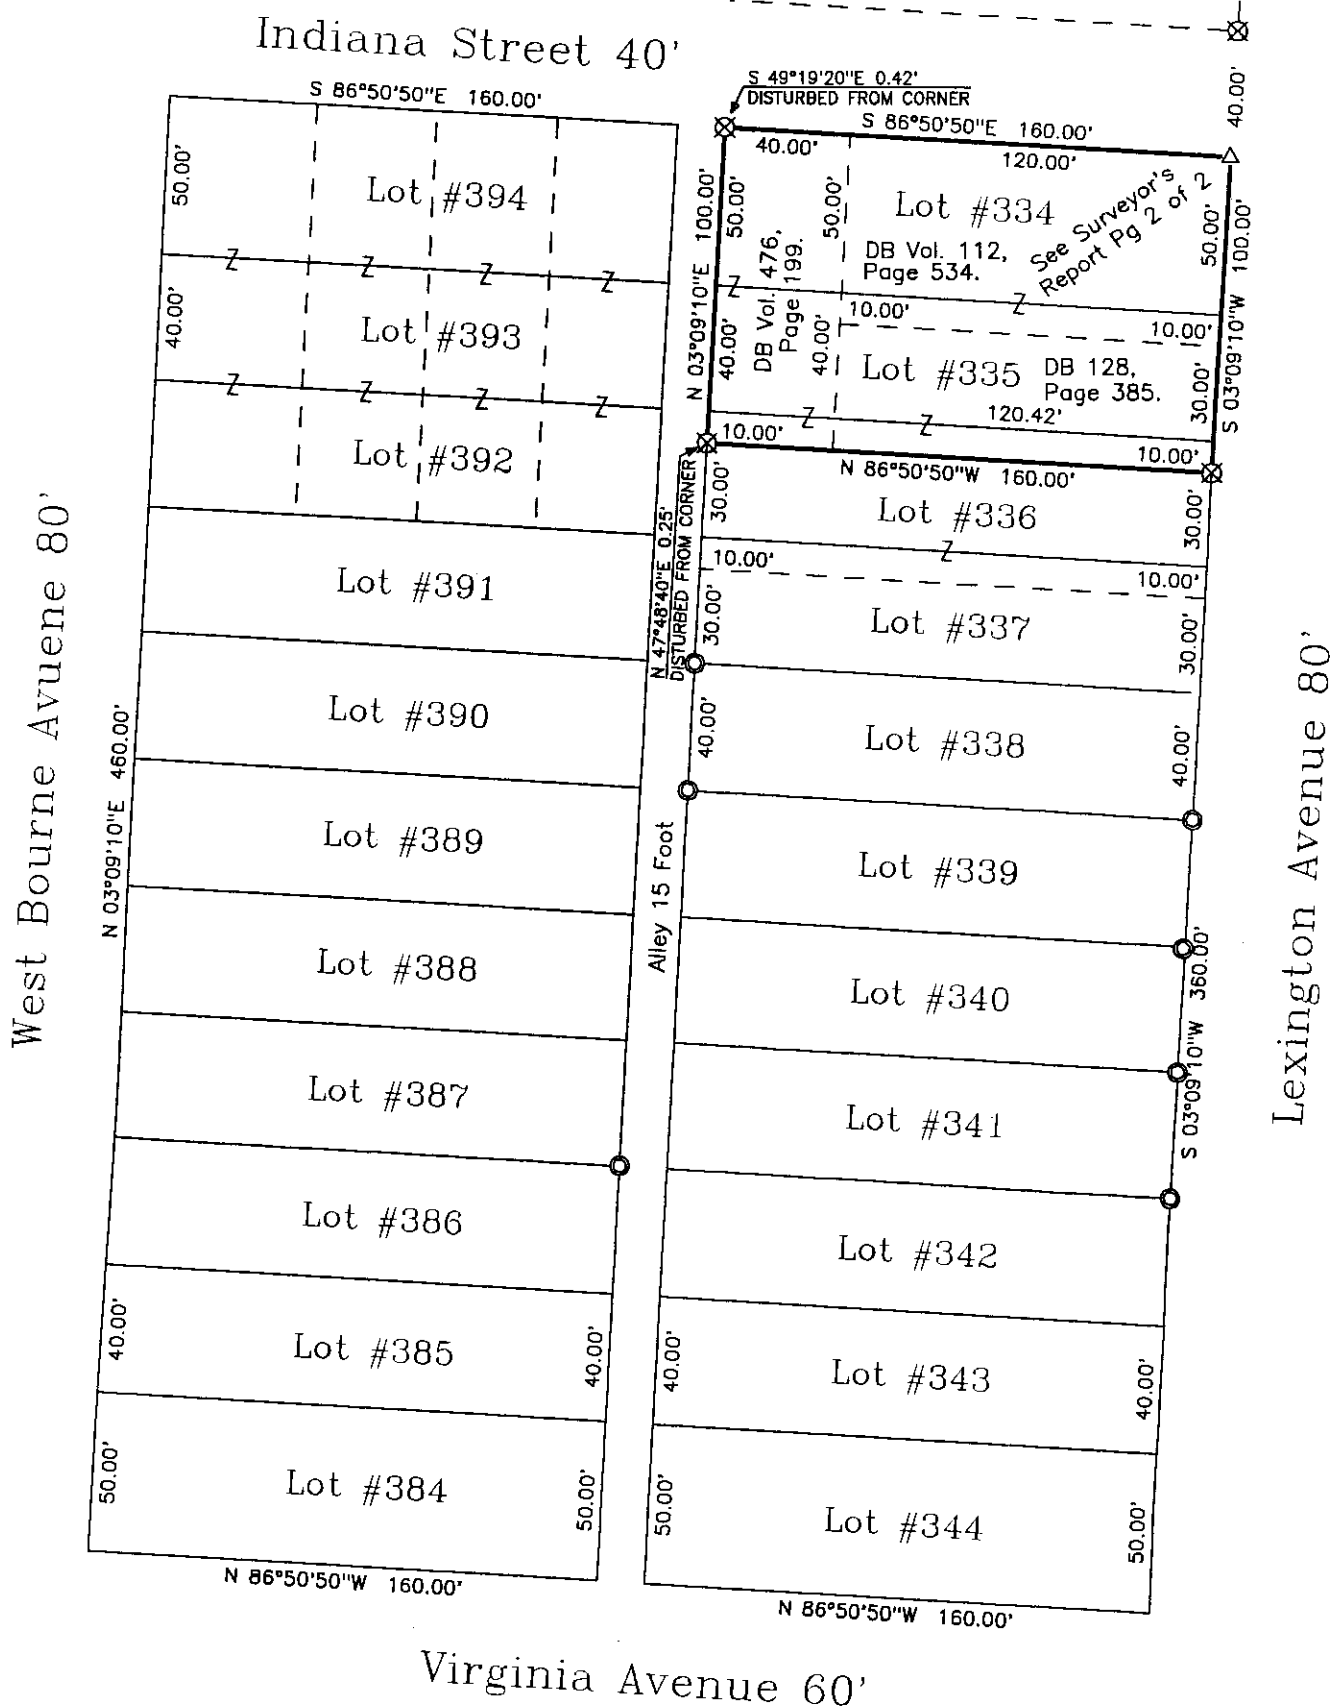 Indiana Street 40'
S 86°50'50"E 160.00'
S 49°19'20"E 0.42'
DISTURBED FROM CORNER
S 86°50'50"E 160.00'
40.00'
40.00'
120.00'
50.00'
Lot #394
N 03°09'10"E 100.00'
50.00'
50.00'
Lot #334
DB Vol. 112,
Page 534.
See Surveyor's
Report Pg 2 of 2
50.00'
S 03°09'10"W 100.00'
DB Vol. 476,
Page 199.
Z Z Z Z
Z
Z
40.00'
Lot #393
40.00'
40.00'
10.00'
10.00'
Lot #335
DB 128,
Page 385.
30.00'
120.42'
Z Z Z Z
Z Z
Lot #392
10.00'
10.00'
N 86°50'50"W 160.00'
N 47°48'40"E 0.25'
DISTURBED FROM CORNER
30.00'
Lot #336
30.00'
Z
Lot #391
10.00'
10.00'
30.00'
Lot #337
30.00'
West Bourne Avuene 80'
N 03°09'10"E 460.00'
Lot #390
40.00'
Lot #338
40.00'
Lexington Avenue 80'
Lot #389
Alley 15 Foot
Lot #339
Lot #388
Lot #340
S 03°09'10"W 360.00'
Lot #387
Lot #341
Lot #386
Lot #342
40.00'
Lot #385
40.00'
40.00'
Lot #343
40.00'
50.00'
Lot #384
50.00'
50.00'
Lot #344
50.00'
N 86°50'50"W 160.00'
N 86°50'50"W 160.00'
Virginia Avenue 60'